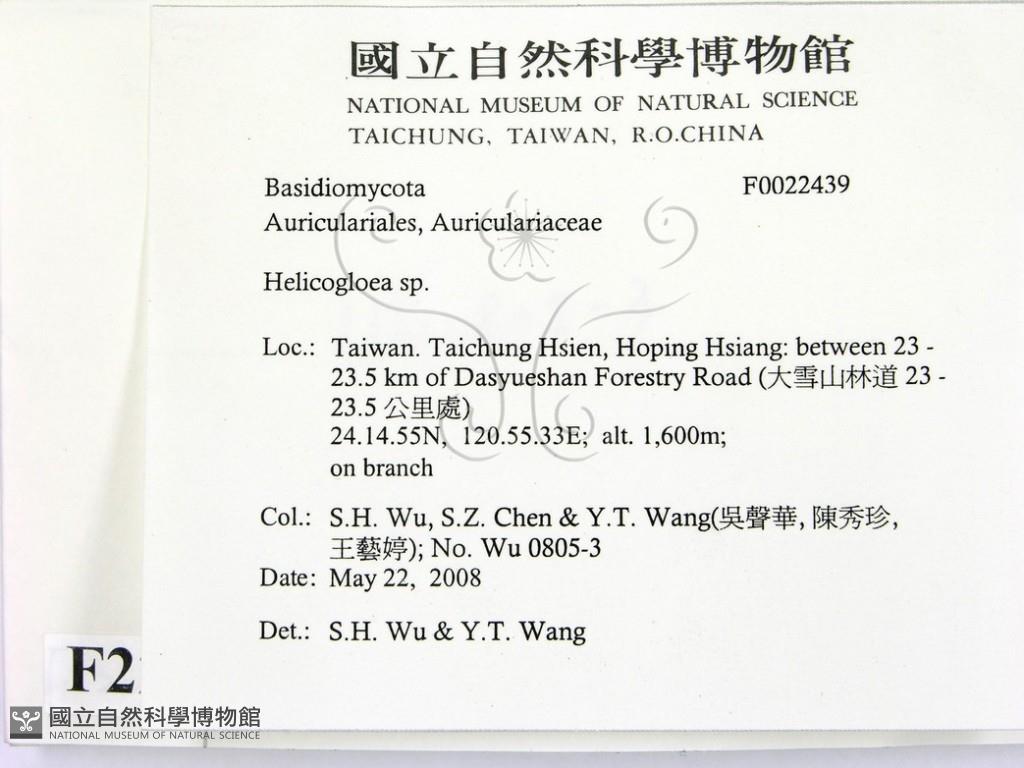 國立自然科學博物館
NATIONAL MUSEUM OF NATURAL SCIENCE
TAICHUNG, TAIWAN, R.O.CHINA
Basidiomycota F0022439
Auriculariales, Auriculariaceae
Helicogloea sp.
Loc.: Taiwan. Taichung Hsien, Hoping Hsiang: between 23 -
23.5 km of Dasyueshan Forestry Road (大雪山林道 23 -
23.5 公里處)
24.14.55N, 120.55.33E; alt. 1,600m;
on branch
Col.: S.H. Wu, S.Z. Chen & Y.T. Wang(吳聲華, 陳秀珍,
王藝婷); No. Wu 0805-3
Date: May 22, 2008
Det.: S.H. Wu & Y.T. Wang
F2
國立自然科學博物館
NATIONAL MUSEUM OF NATURAL SCIENCE